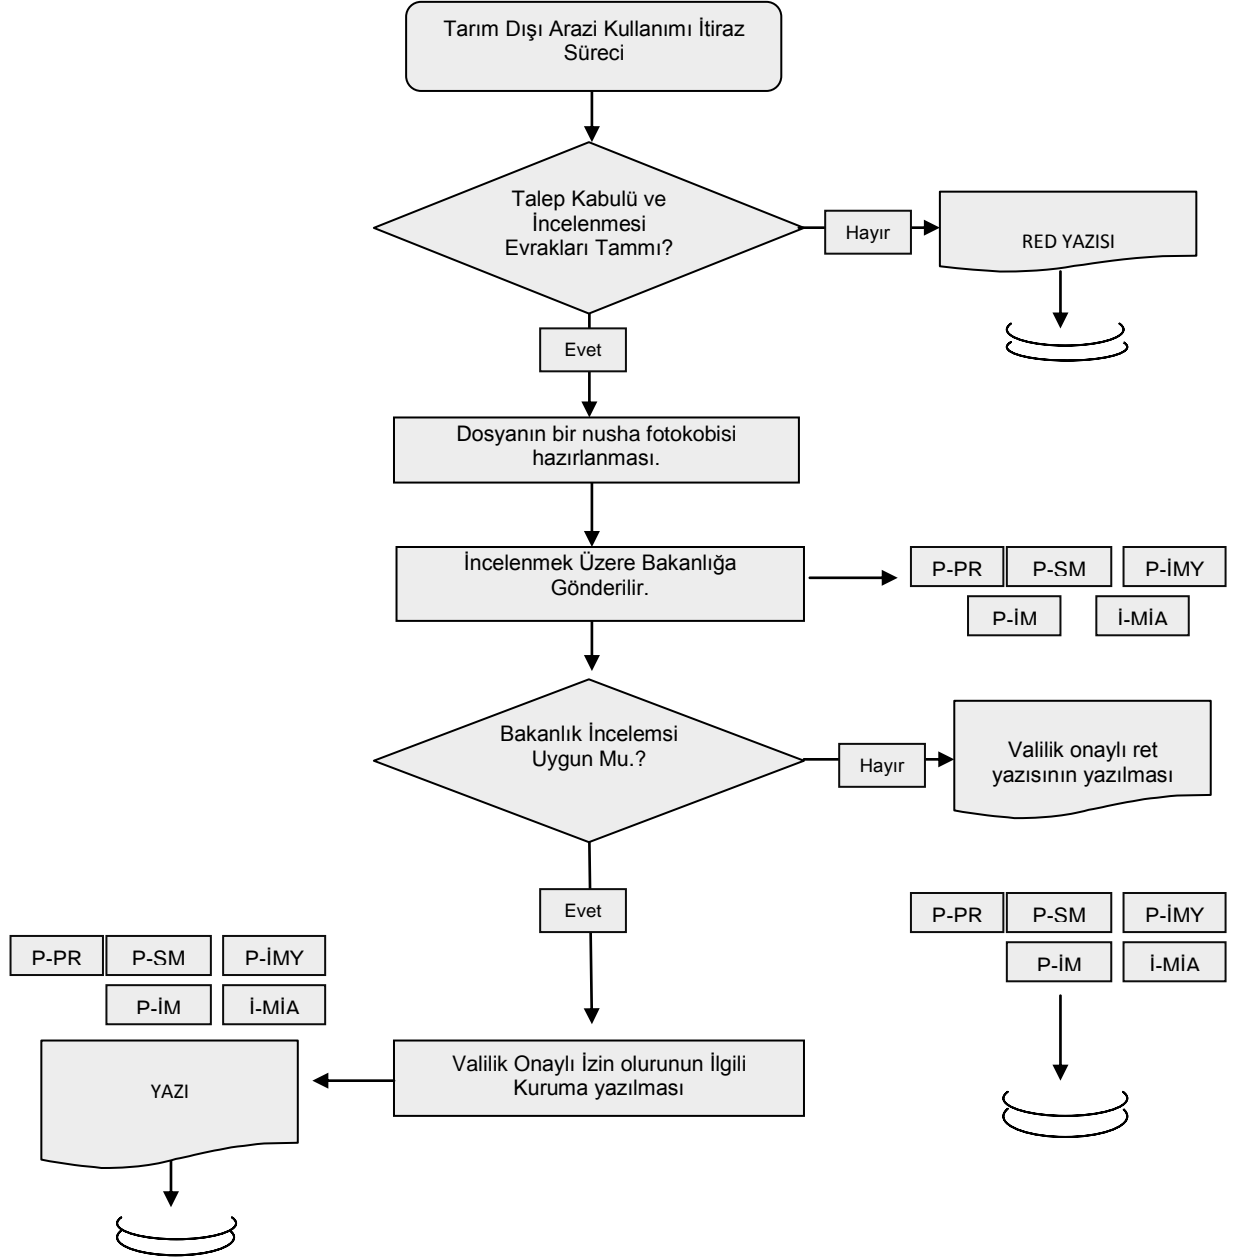 Tarım Dışı Arazi Kullanımı İtiraz
Süreci
Talep Kabulü ve
İncelenmesi
Evrakları Tammı?
Hayır
RED YAZISI
Evet
Dosyanın bir nusha fotokobisi
hazırlanması.
İncelenmek Üzere Bakanlığa
Gönderilir.
P-PR P-SM P-İMY
P-İM İ-MİA
Bakanlık İncelemsi
Uygun Mu.?
Hayır
Valilik onaylı ret
yazısının yazılması
Evet
P-PR P-SM P-İMY
P-İM İ-MİA
P-PR P-SM P-İMY
P-İM İ-MİA
Valilik Onaylı İzin olurunun İlgili
Kuruma yazılması
YAZI